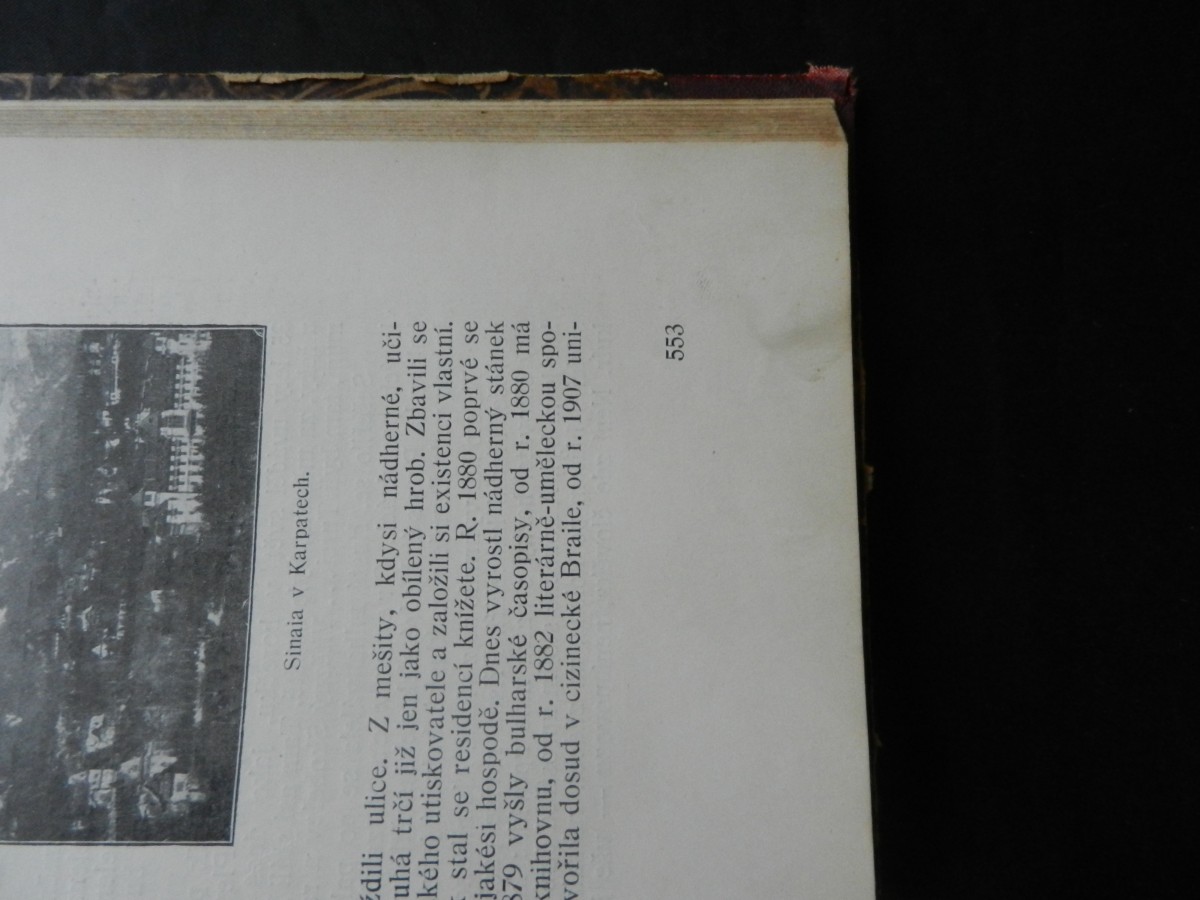 Sinaia v Karpatech.
ulice. Z mešity, kdysi nádherné, uči-
trčí již jen jako obílený hrob. Zbavili se
kého utiskovatele a založili si existenci vlastní.
stal se residencí knížete. R. 1880 poprvé se
jakési hospodě. Dnes vyrostl nádherný stánek
879 vyšly bulharské časopisy, od r. 1880 má
knihovnu, od r. 1882 literárně-uměleckou spo-
vořila dosud v cizinecké Braile, od r. 1907 uni-
553